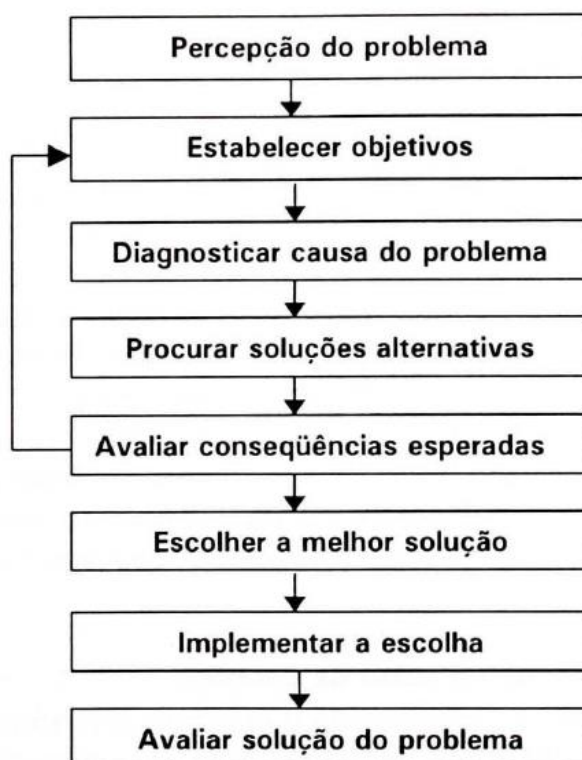 Percepção do problema
Estabelecer objetivos
Diagnosticar causa do problema
Procurar soluções alternativas
Avaliar conseqüências esperadas
Escolher a melhor solução
Implementar a escolha
Avaliar solução do problema